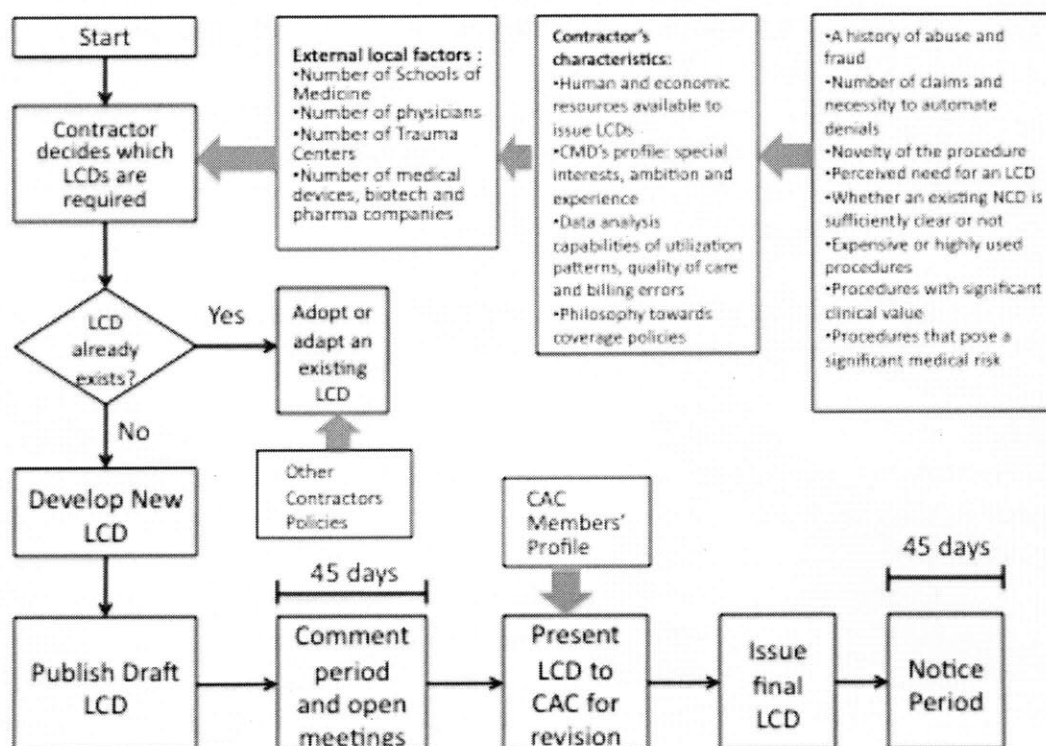 Start
Contractor
decides which
LCDs are
required
External local factors :
•Number of Schools of
Medicine
•Number of physicians
•Number of Trauma
Centers
•Number of medical
devices, biotech and
pharma companies
Contractor's
characteristics:
•Human and economic
resources available to
issue LCDs
•CMD's profile: special
interests, ambition and
experience
•Data analysis
capabilities of utilization
patterns, quality of care
and billing errors
•Philosophy towards
coverage policies
•A history of abuse and
fraud
•Number of claims and
necessity to automate
denials
•Novelty of the procedure
•Perceived need for an LCD
•Whether an existing NCD is
sufficiently clear or not
•Expensive or highly used
procedures
•Procedures with significant
clinical value
•Procedures that pose a
significant medical risk
LCD
already
exists?
Yes
Adopt or
adapt an
existing
LCD
No
Other
Contractors
Policies
Develop New
LCD
CAC
Members'
Profile
45 days
45 days
Publish Draft
LCD
Comment
period
and open
meetings
Present
LCD to
CAC for
revision
Issue
final
LCD
Notice
Period